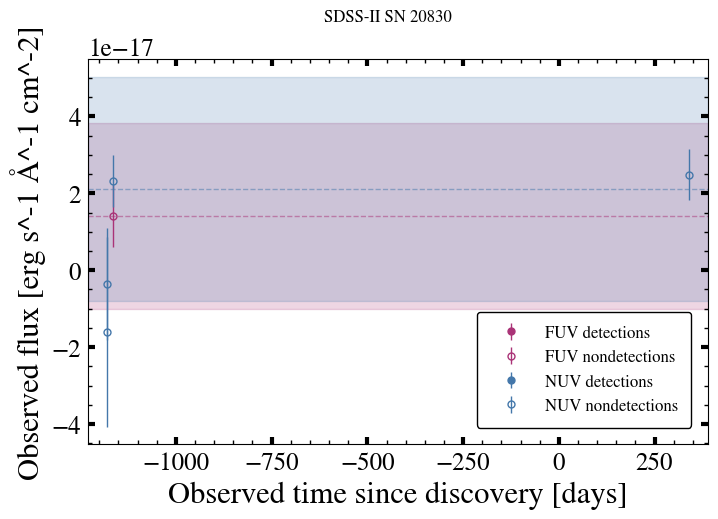 SDSS-II SN 20830
1e−17
Observed flux [erg s^-1 Å^-1 cm^-2]
4
2
0
−2
−4
FUV detections
FUV nondetections
NUV detections
NUV nondetections
−1000 −750 −500 −250 0 250
Observed time since discovery [days]